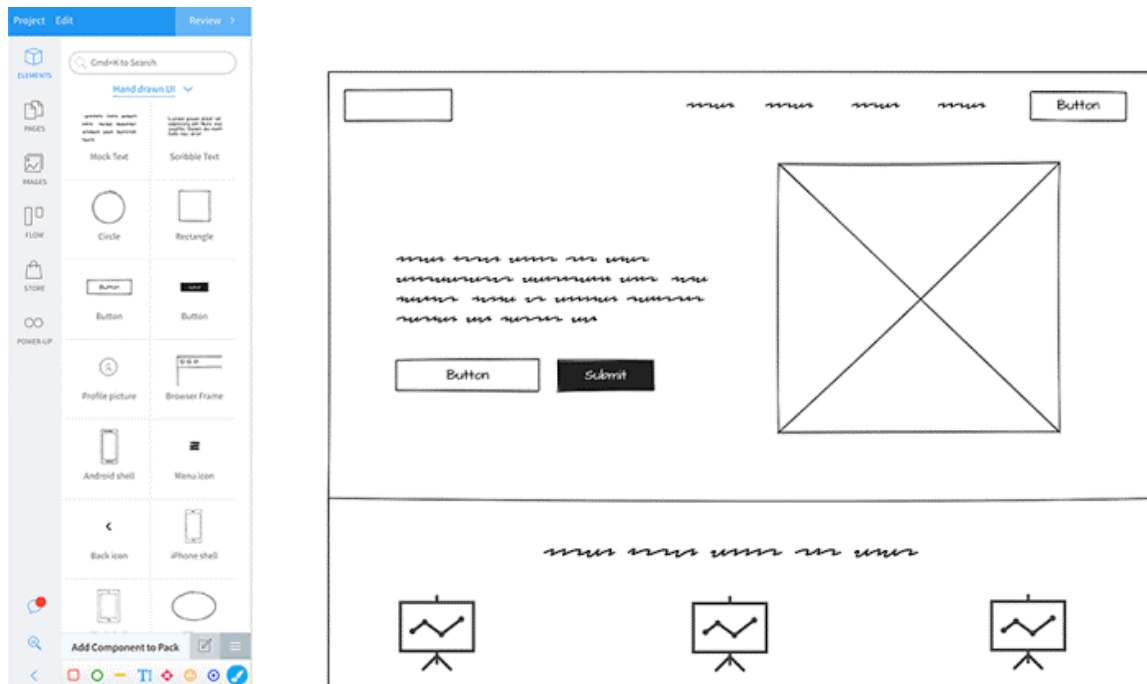 Project Edit Review >
ELEMENTS
PAGES
IMAGES
FLOW
STORE
POWER-UP
Cmd+K to Search
Hand drawn UI
Mock Text Scribble Text
Circle Rectangle
Button
Button Button
Profile picture Browser Frame
Android shell Menu icon
Back icon iPhone shell
Add Component to Pack
T
Button
Button Submit